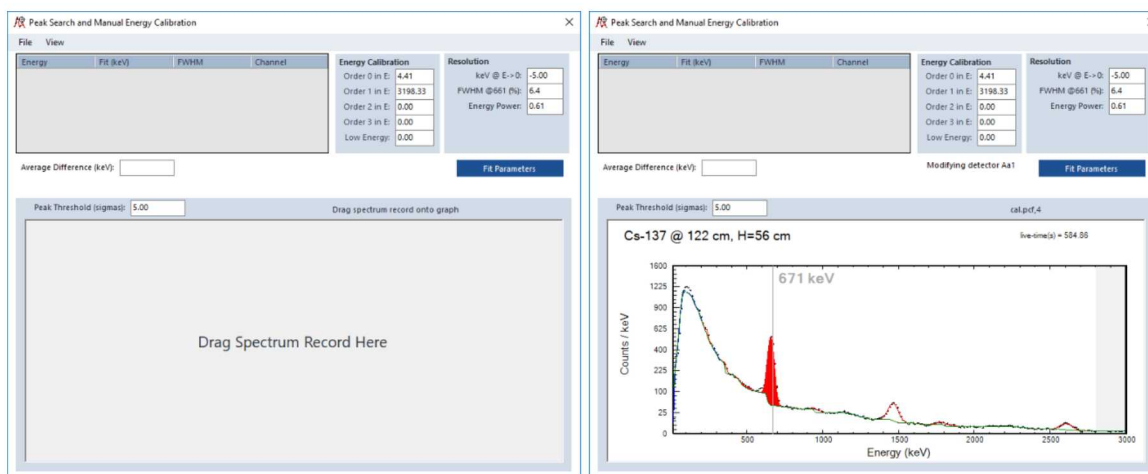 Peak Search and Manual Energy Calibration
File View
Energy Fit (keV) FWHM Channel
Energy Calibration
Order 0 in E: 4.41
Order 1 in E: 3198.33
Order 2 in E: 0.00
Order 3 in E: 0.00
Low Energy: 0.00
Resolution
keV @ E->0: -5.00
FWHM @661 (%): 6.4
Energy Power: 0.61
Average Difference (keV):
Fit Parameters
Peak Threshold (sigmas): 5.00
Drag spectrum record onto graph
Drag Spectrum Record Here
Peak Search and Manual Energy Calibration
File View
Energy Fit (keV) FWHM Channel
Energy Calibration
Order 0 in E: 4.41
Order 1 in E: 3198.33
Order 2 in E: 0.00
Order 3 in E: 0.00
Low Energy: 0.00
Resolution
keV @ E->0: -5.00
FWHM @661 (%): 6.4
Energy Power: 0.61
Average Difference (keV):
Modifying detector Aa1
Fit Parameters
Peak Threshold (sigmas): 5.00
cal.pcf,4
Cs-137 @ 122 cm, H=56 cm
live-time(s) = 584.86
671 keV
Counts / keV
1600
1225
900
625
400
225
100
25
0
500 1000 1500 2000 2500 3000
Energy (keV)